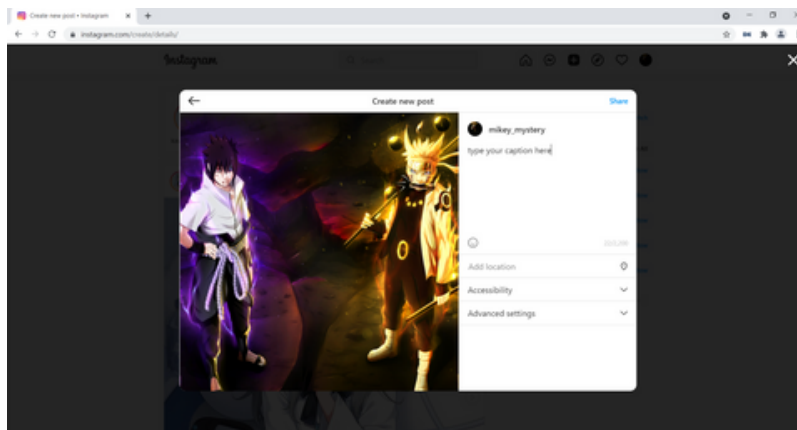 Create new post • Instagram
instagram.com/create/details/
Instagram
Search
Create new post
Share
mikey_mystery
type your caption here
Add location
Accessibility
Advanced settings